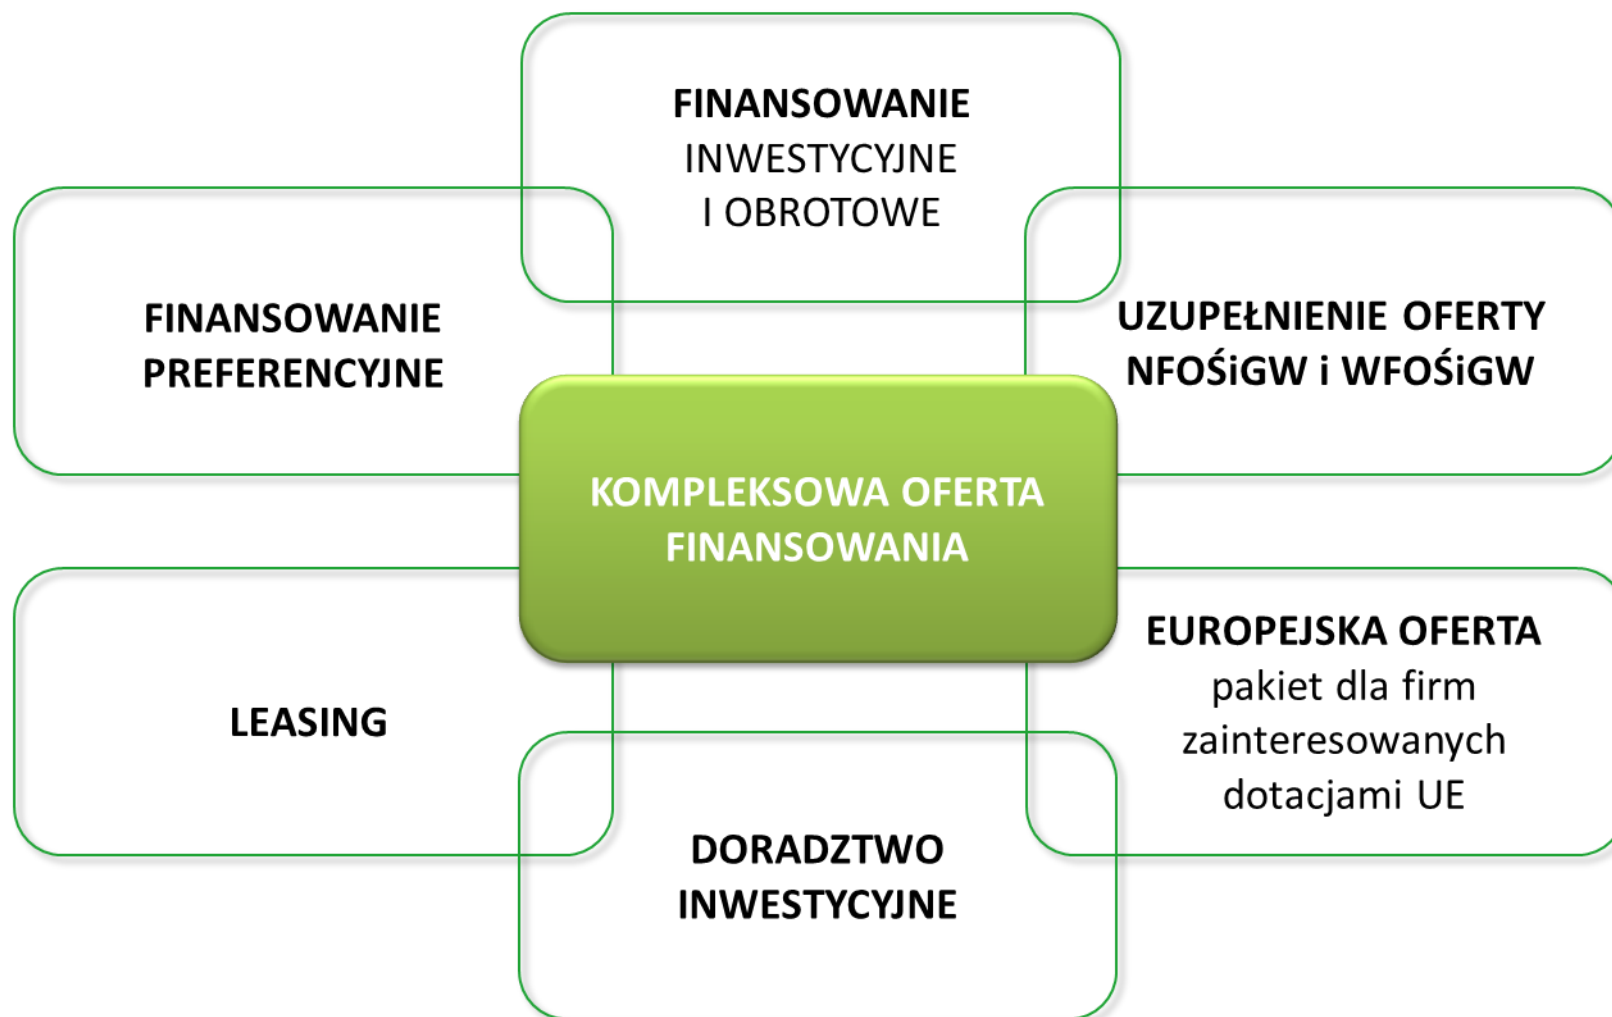 FINANSOWANIE
INWESTYCYJNE
I OBROTOWE
FINANSOWANIE
PREFERENCYJNE
UZUPEŁNIENIE OFERTY
NFOŚiGW i WFOŚiGW
KOMPLEKSOWA OFERTA
FINANSOWANIA
LEASING
EUROPEJSKA OFERTA
pakiet dla firm
zainteresowanych
dotacjami UE
DORADZTWO
INWESTYCYJNE